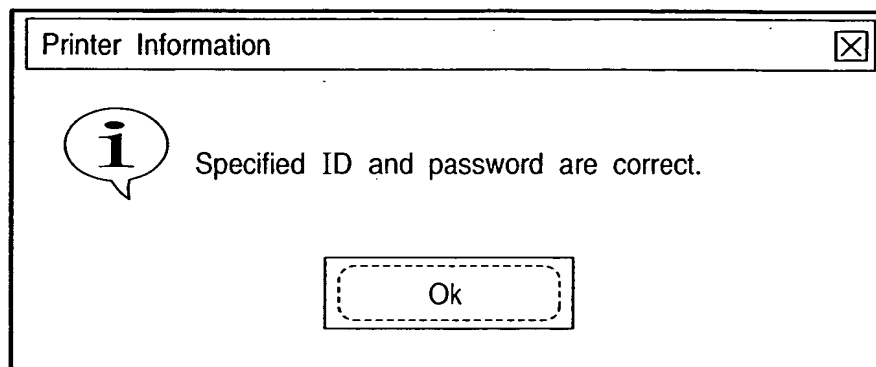 Printer Information
Specified ID and password are correct.
Ok